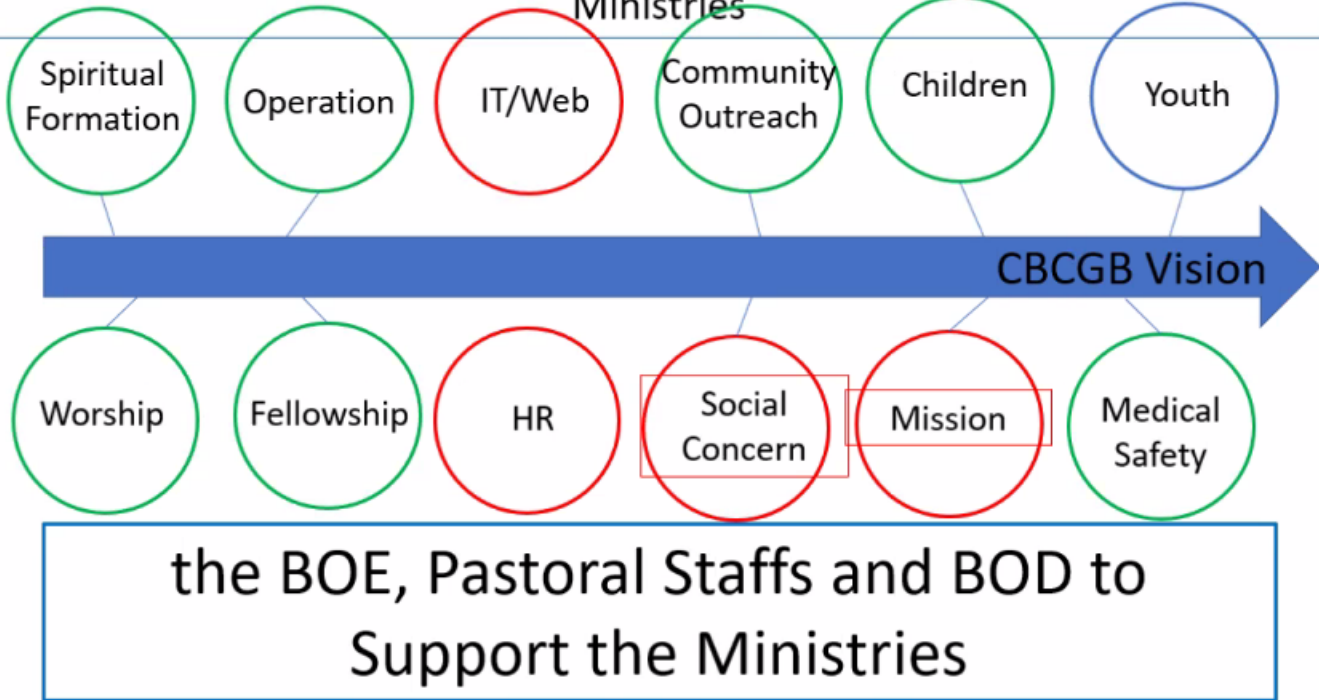 Ministries
Spiritual
Formation
Operation
IT/Web
Community
Outreach
Children
Youth
CBCGB Vision
Worship
Fellowship
HR
Social
Concern
Mission
Medical
Safety
the BOE, Pastoral Staffs and BOD to
Support the Ministries